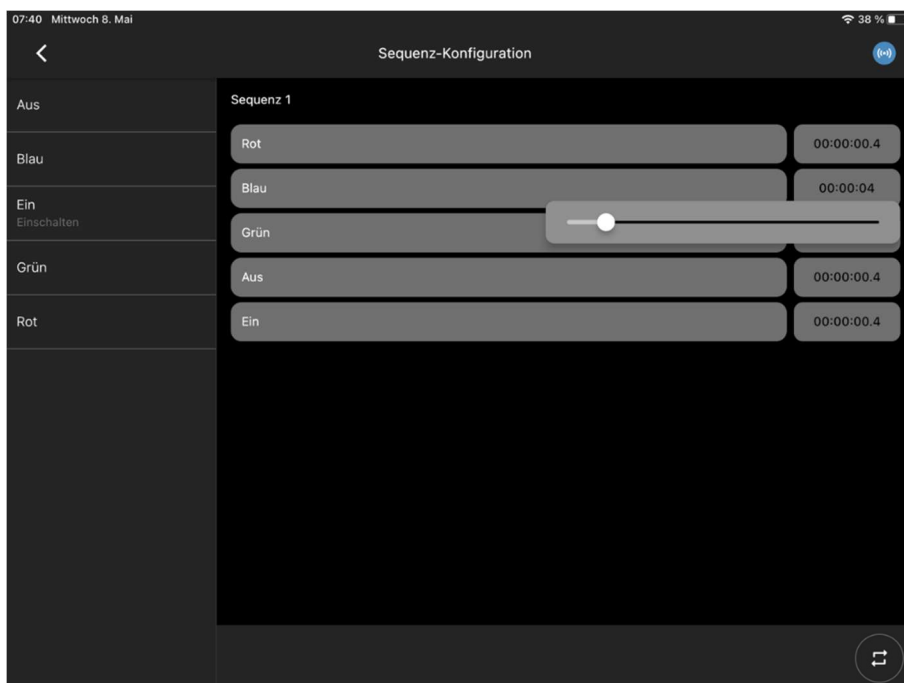 07:40 Mittwoch 8. Mai
38 %
Sequenz-Konfiguration
Aus
Blau
Ein
Einschalten
Grün
Rot
Sequenz 1
Rot 00:00:00.4
Blau 00:00:04
Grün
Aus 00:00:00.4
Ein 00:00:00.4